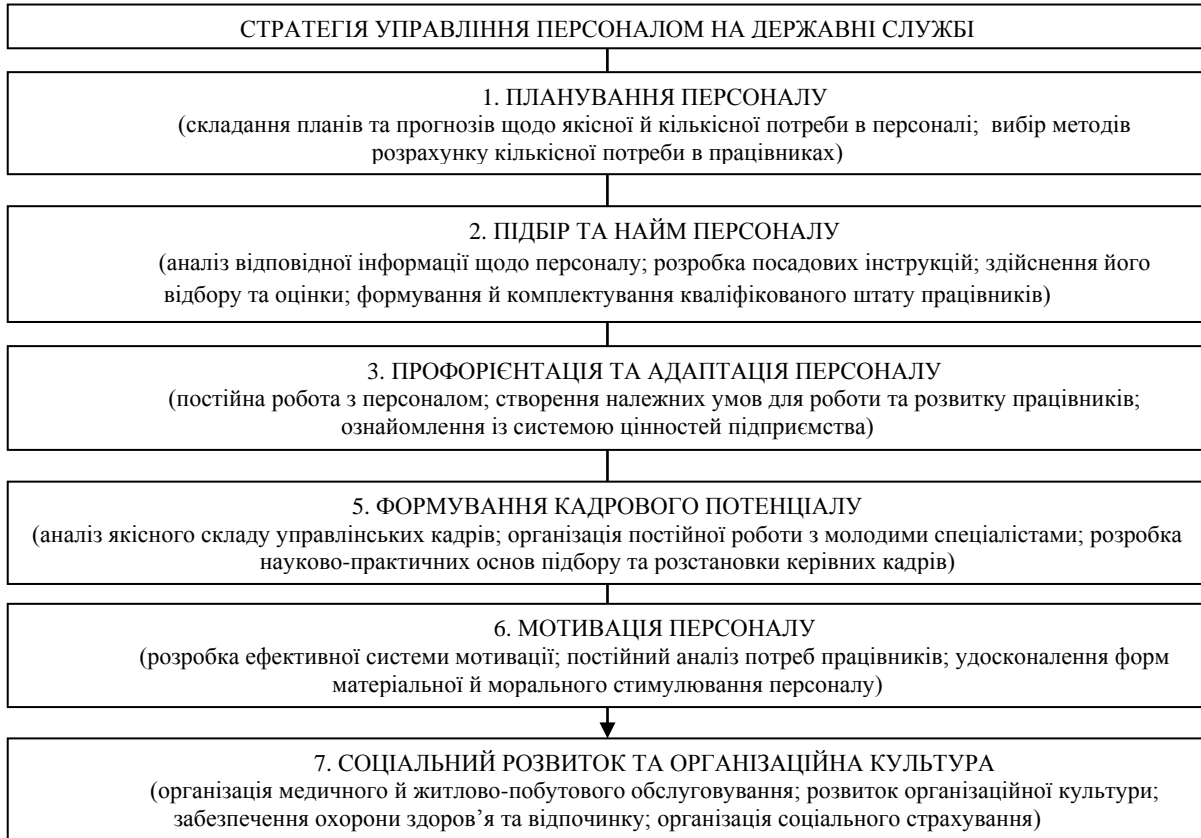 СТРАТЕГІЯ УПРАВЛІННЯ ПЕРСОНАЛОМ НА ДЕРЖАВНІ СЛУЖБІ
1. ПЛАНУВАННЯ ПЕРСОНАЛУ
(складання планів та прогнозів щодо якісної й кількісної потреби в персоналі; вибір методів
розрахунку кількісної потреби в працівниках)
2. ПІДБІР ТА НАЙМ ПЕРСОНАЛУ
(аналіз відповідної інформації щодо персоналу; розробка посадових інструкцій; здійснення його
відбору та оцінки; формування й комплектування кваліфікованого штату працівників)
3. ПРОФОРІЄНТАЦІЯ ТА АДАПТАЦІЯ ПЕРСОНАЛУ
(постійна робота з персоналом; створення належних умов для роботи та розвитку працівників;
ознайомлення із системою цінностей підприємства)
5. ФОРМУВАННЯ КАДРОВОГО ПОТЕНЦІАЛУ
(аналіз якісного складу управлінських кадрів; організація постійної роботи з молодими спеціалістами; розробка
науково-практичних основ підбору та розстановки керівних кадрів)
6. МОТИВАЦІЯ ПЕРСОНАЛУ
(розробка ефективної системи мотивації; постійний аналіз потреб працівників; удосконалення форм
матеріальної й морального стимулювання персоналу)
7. СОЦІАЛЬНИЙ РОЗВИТОК ТА ОРГАНІЗАЦІЙНА КУЛЬТУРА
(організація медичного й житлово-побутового обслуговування; розвиток організаційної культури;
забезпечення охорони здоров’я та відпочинку; організація соціального страхування)